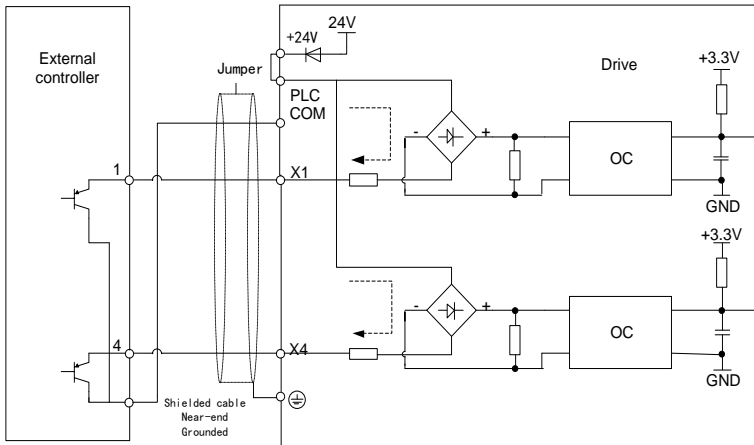 External
controller
+24V
24V
Jumper
PLC
COM
Drive
+3.3V
1
X1
-
+
OC
GND
+3.3V
4
X4
-
+
OC
GND
Shielded cable
Near-end
Grounded